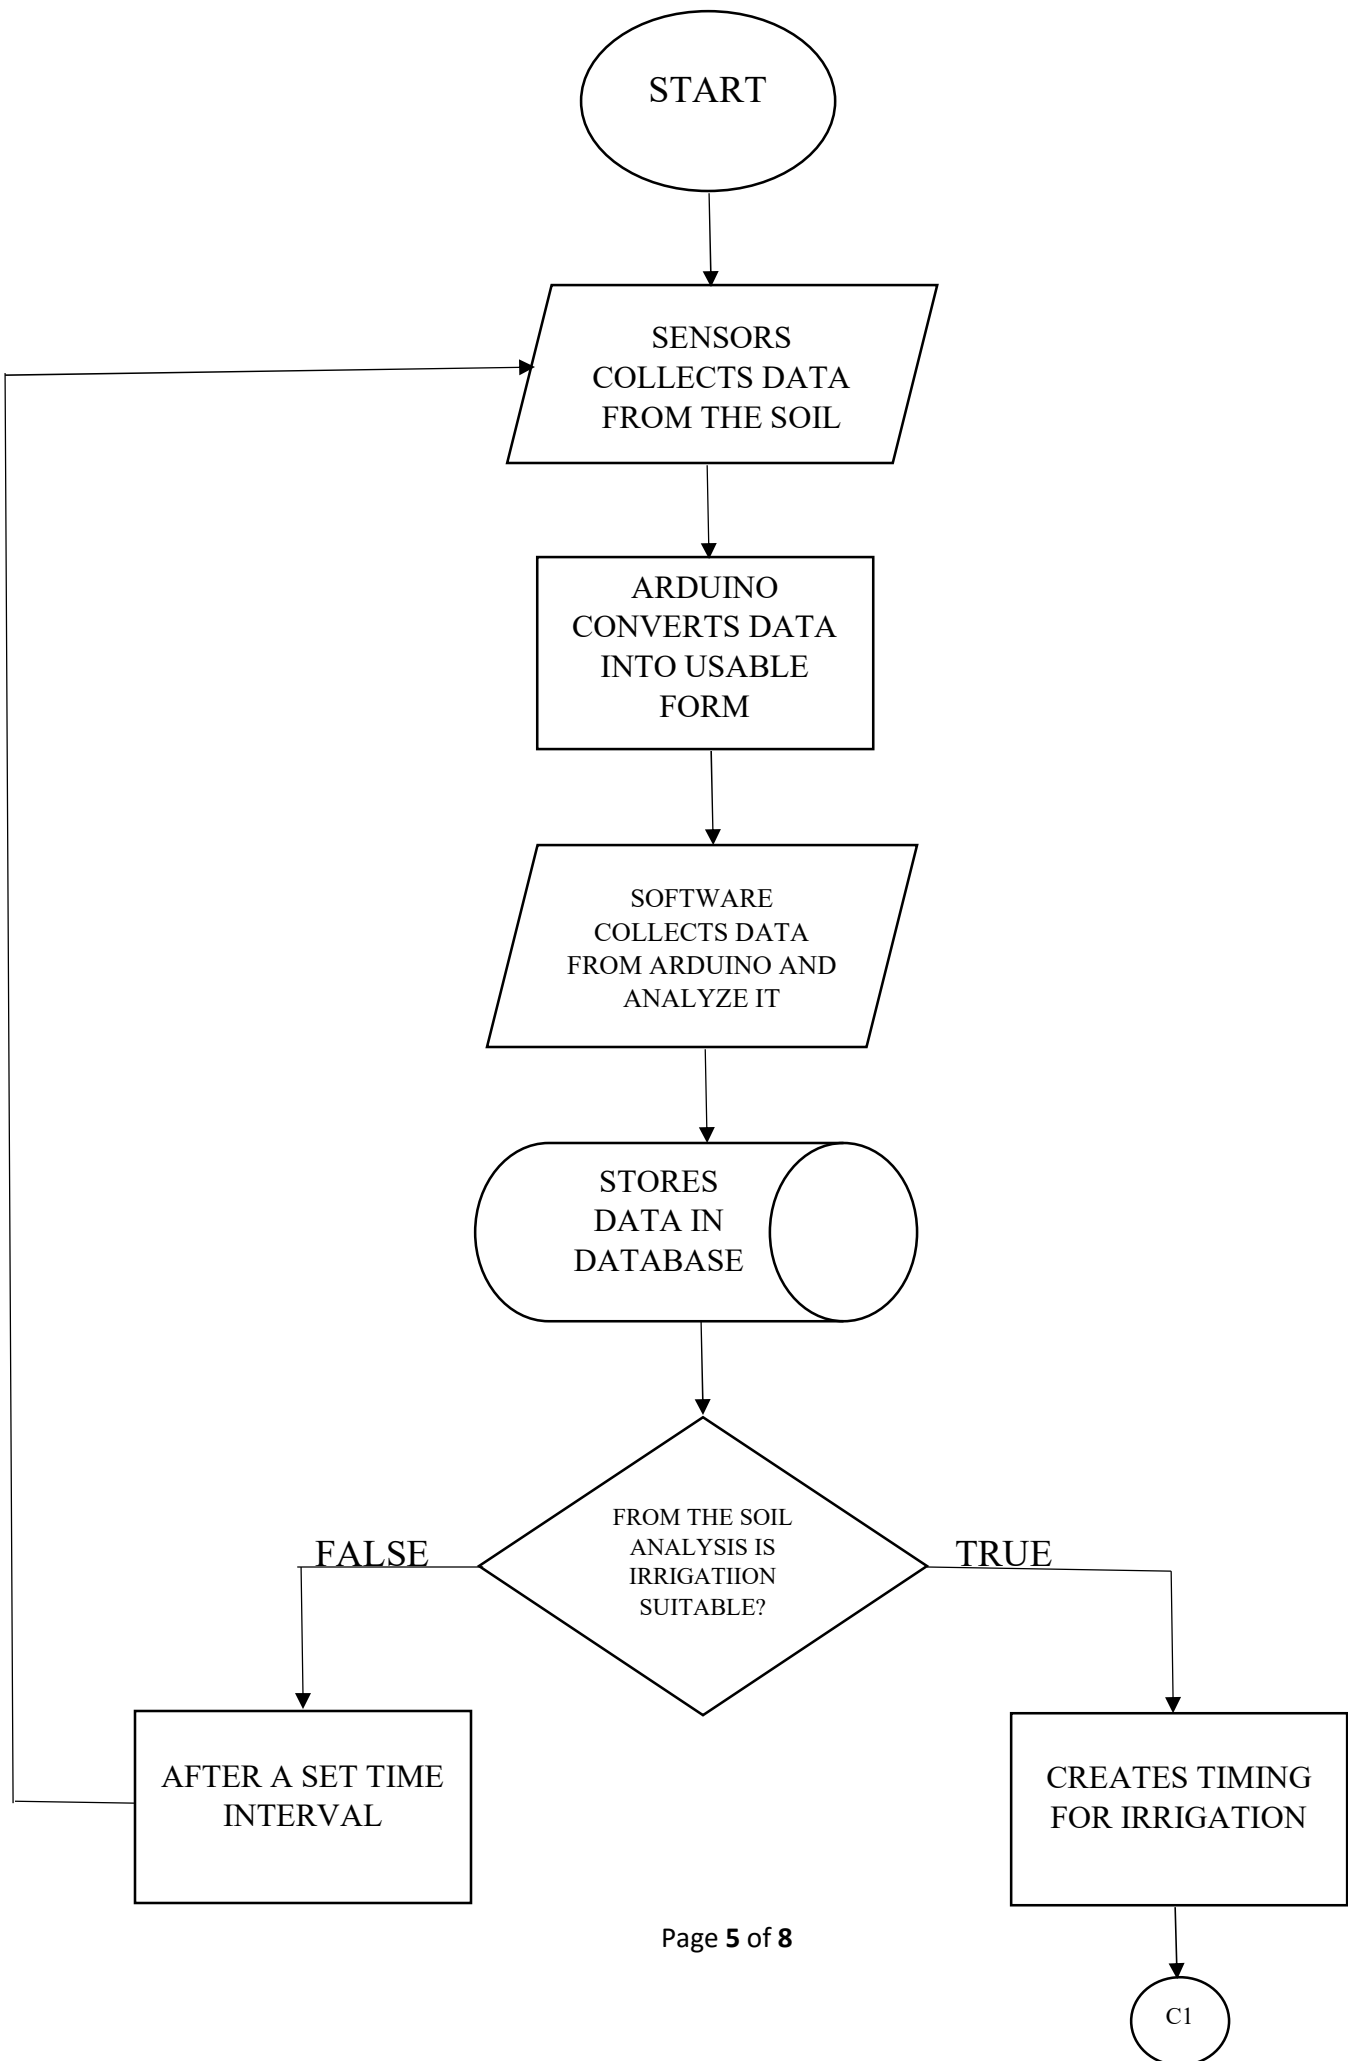 START
SENSORS
COLLECTS DATA
FROM THE SOIL
ARDUINO
CONVERTS DATA
INTO USABLE
FORM
SOFTWARE
COLLECTS DATA
FROM ARDUINO AND
ANALYZE IT
STORES
DATA IN
DATABASE
FROM THE SOIL
ANALYSIS IS
IRRIGATIION
SUITABLE?
FALSE
TRUE
AFTER A SET TIME
INTERVAL
CREATES TIMING
FOR IRRIGATION
Page 5 of 8
C1